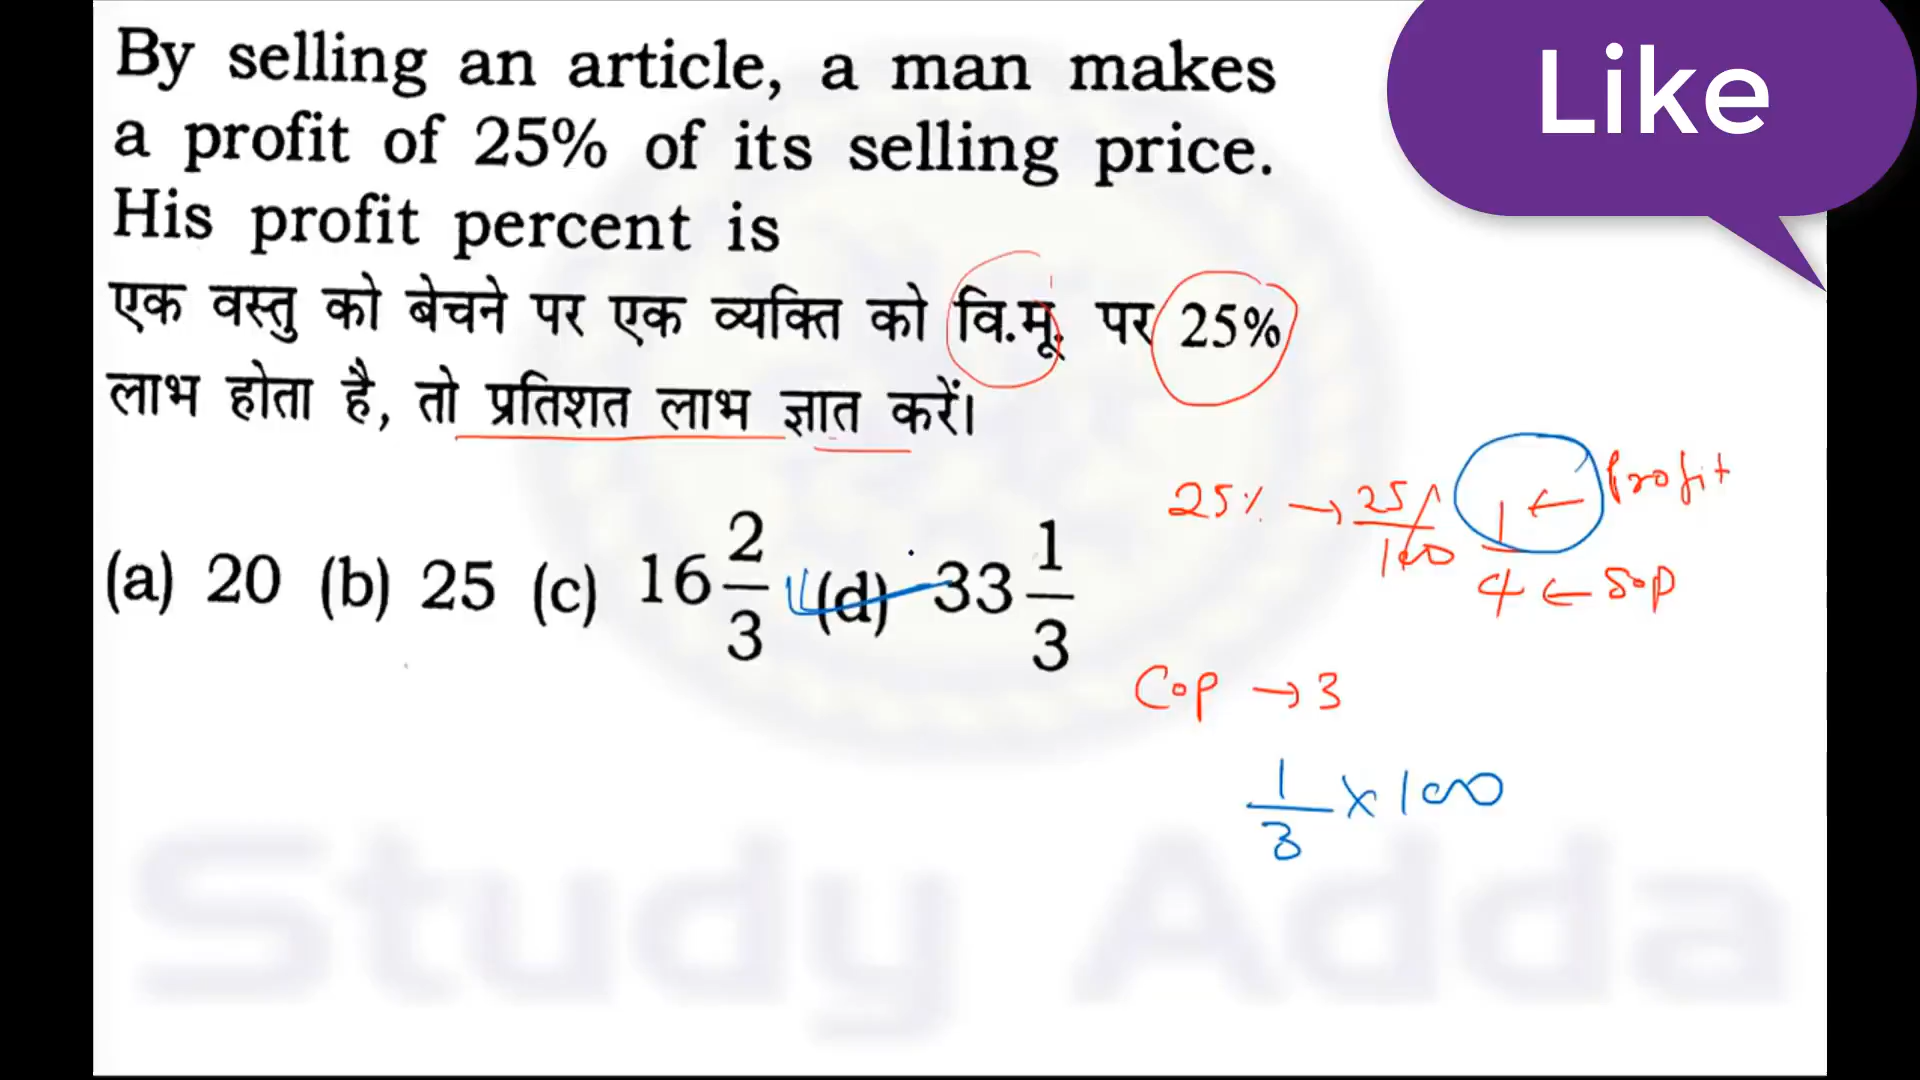 By selling an article, a man makes
a profit of 25% of its selling price.
His profit percent is
एक वस्तु को बेचने पर एक व्यक्ति को वि.मू. पर 25%
लाभ होता है, तो प्रतिशत लाभ ज्ञात करें।
(a) 20 (b) 25 (c) 16 2/3 (d) 33 1/3
25% → 25/100 1/4 ← Profit
← S.P
C.P → 3
1/3 × 100
Like
Study Adda